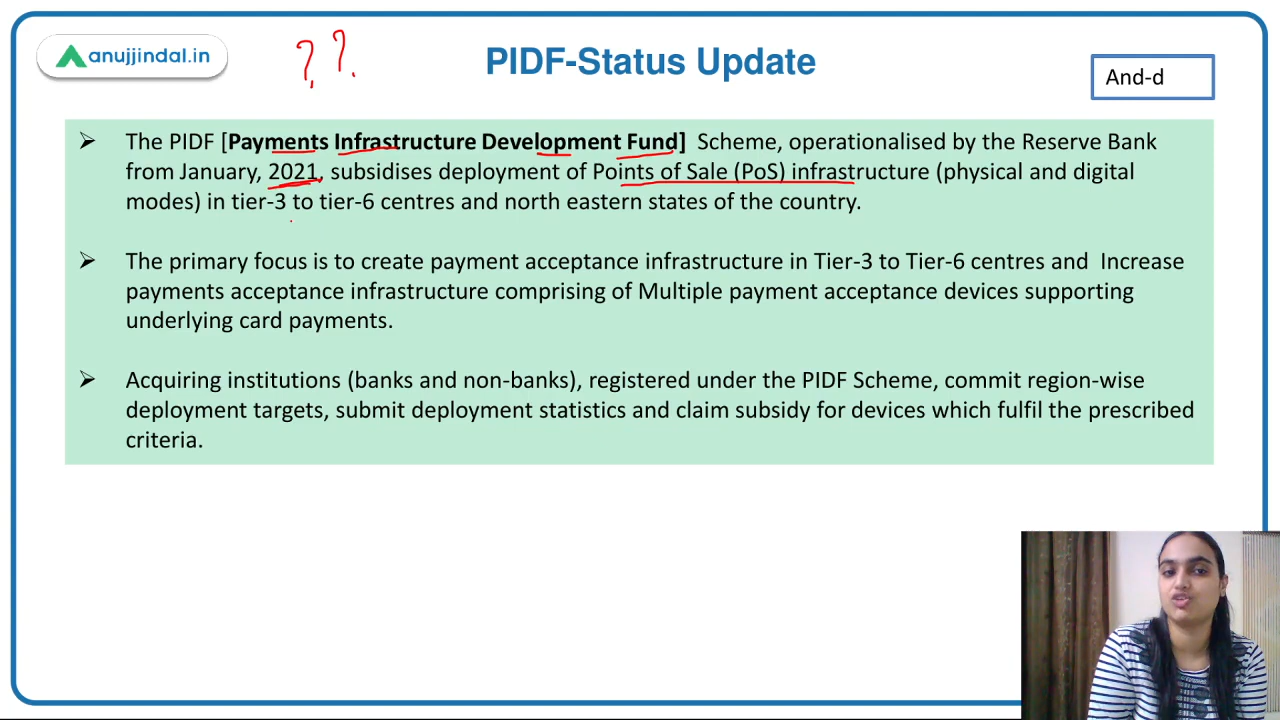 anujjindal.in
? ?
PIDF-Status Update
And-d
➢ The PIDF [Payments Infrastructure Development Fund] Scheme, operationalised by the Reserve Bank
from January, 2021, subsidises deployment of Points of Sale (PoS) infrastructure (physical and digital
modes) in tier-3 to tier-6 centres and north eastern states of the country.
➢ The primary focus is to create payment acceptance infrastructure in Tier-3 to Tier-6 centres and Increase
payments acceptance infrastructure comprising of Multiple payment acceptance devices supporting
underlying card payments.
➢ Acquiring institutions (banks and non-banks), registered under the PIDF Scheme, commit region-wise
deployment targets, submit deployment statistics and claim subsidy for devices which fulfil the prescribed
criteria.